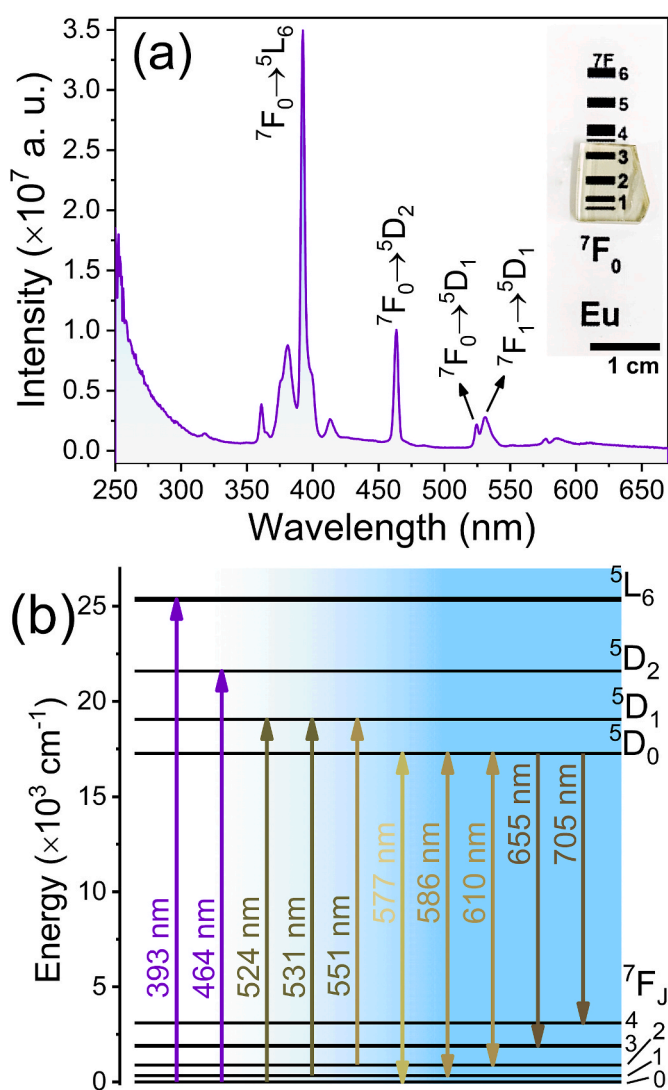 (a)
3.5
3.0
2.5
2.0
1.5
1.0
0.5
0.0
Intensity (×10⁷ a. u.)
⁷F₀→⁵L₆
⁷F₀→⁵D₂
⁷F₀→⁵D₁
⁷F₁→⁵D₁
7F
6
5
4
3
2
1
⁷F₀
Eu
1 cm
250 300 350 400 450 500 550 600 650
Wavelength (nm)
(b)
25
20
15
10
5
0
Energy (×10³ cm⁻¹)
⁵L₆
⁵D₂
⁵D₁
⁵D₀
393 nm
464 nm
524 nm
531 nm
551 nm
577 nm
586 nm
610 nm
655 nm
705 nm
⁷F_J
4
3
2
1
0